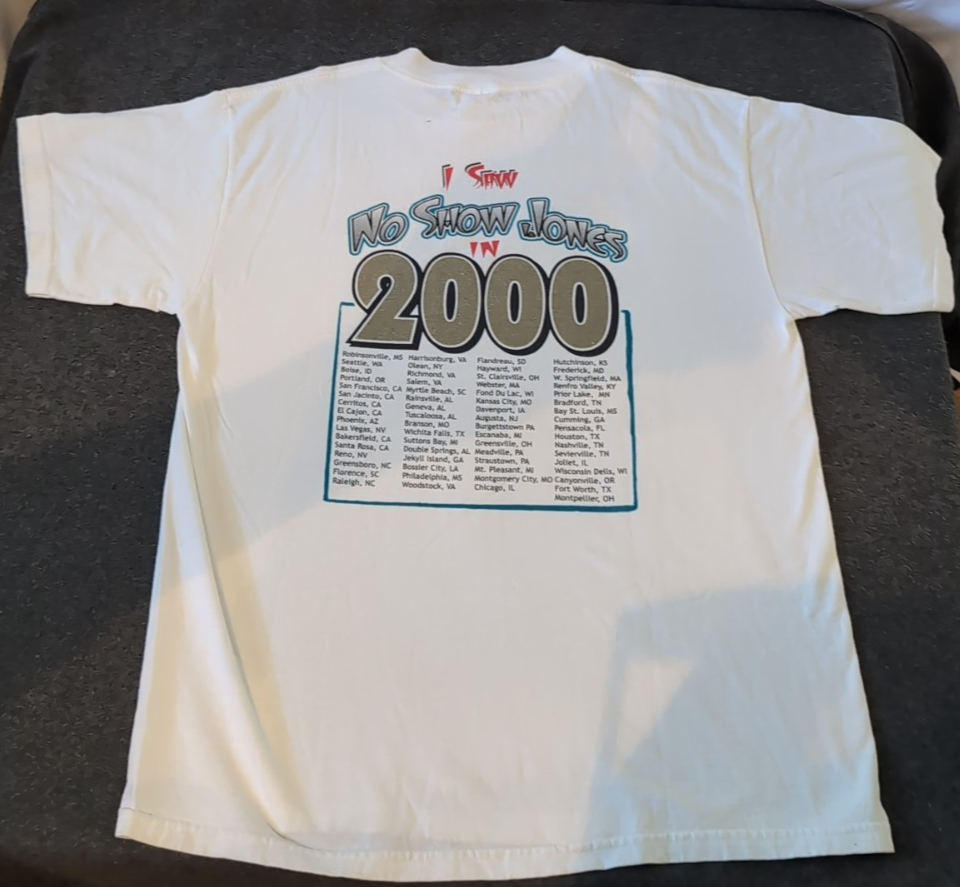 I Saw
No Show Jones
IN
2000
Robinsonville, MS
Seattle, WA
Boise, ID
Portland, OR
San Francisco, CA
San Jacinto, CA
Cerritos, CA
El Cajon, CA
Phoenix, AZ
Las Vegas, NV
Bakersfield, CA
Santa Rosa, CA
Reno, NV
Greensboro, NC
Florence, SC
Raleigh, NC
Harrisonburg, VA
Olean, NY
Richmond, VA
Salem, VA
Myrtle Beach, SC
Rainsville, AL
Geneva, AL
Tuscaloosa, AL
Branson, MO
Wichita Falls, TX
Suttons Bay, MI
Double Springs, AL
Jekyll Island, GA
Bossier City, LA
Philadelphia, MS
Woodstock, VA
Flandreau, SD
Hayward, WI
St. Clairsville, OH
Webster, MA
Fond Du Lac, WI
Kansas City, MO
Davenport, IA
Augusta, NJ
Burgettstown PA
Escanaba, MI
Greensville, OH
Meadville, PA
Straustown, PA
Mt. Pleasant, MI
Montgomery City, MO
Chicago, IL
Hutchinson, KS
Frederick, MD
W. Springfield, MA
Renfro Valley, KY
Prior Lake, MN
Bradford, TN
Bay St. Louis, MS
Cumming, GA
Pensacola, FL
Houston, TX
Nashville, TN
Sevierville, TN
Joliet, IL
Wisconsin Dells, WI
Canyonville, OR
Fort Worth, TX
Montpellier, OH